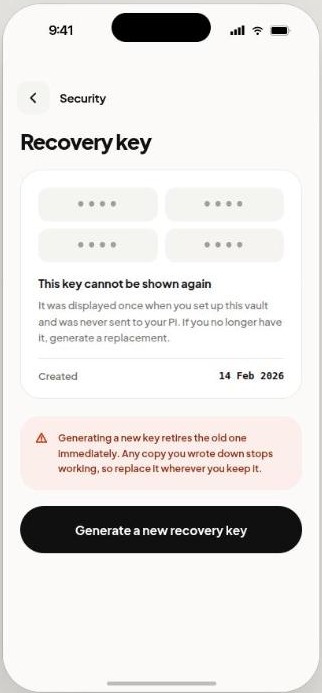 9:41
Security
Recovery key
This key cannot be shown again
It was displayed once when you set up this vault
and was never sent to your Pi. If you no longer have
it, generate a replacement.
Created 14 Feb 2026
Generating a new key retires the old one
immediately. Any copy you wrote down stops
working, so replace it wherever you keep it.
Generate a new recovery key